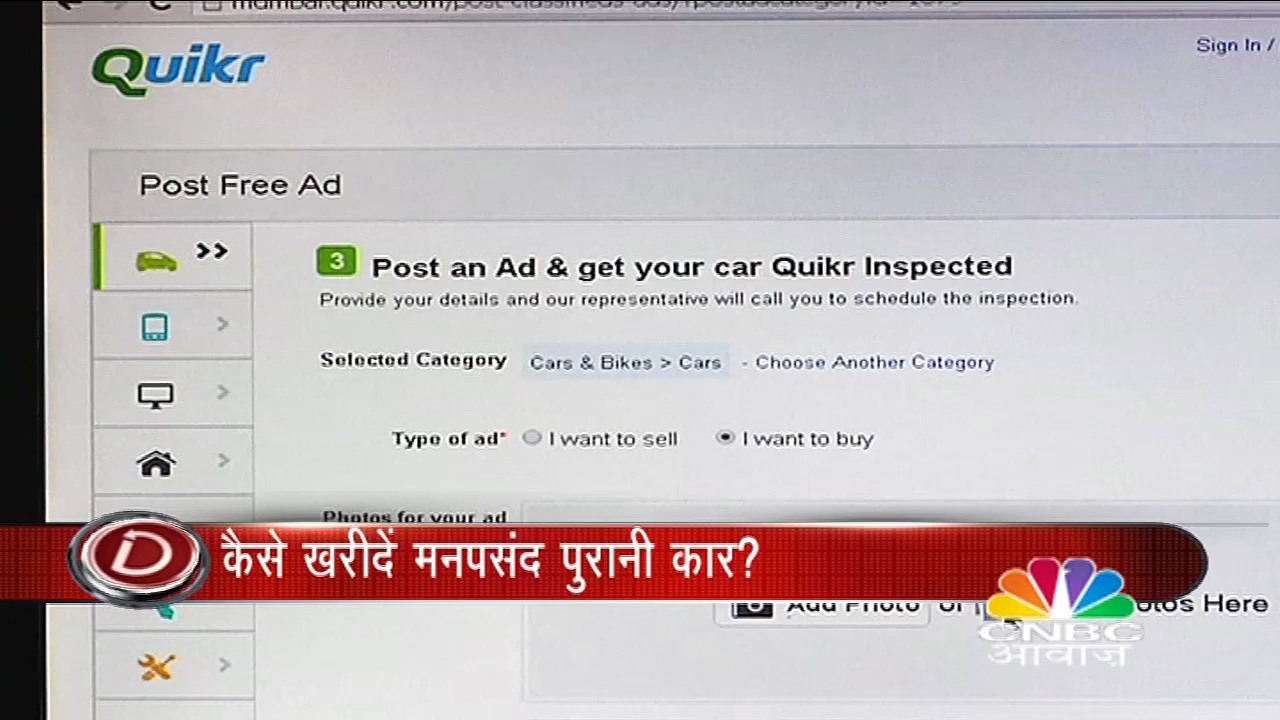 Quikr
Sign In /
Post Free Ad
>>
3 Post an Ad & get your car Quikr Inspected
Provide your details and our representative will call you to schedule the inspection.
Selected Category Cars & Bikes > Cars - Choose Another Category
Type of ad* I want to sell I want to buy
Photos for your ad
D कैसे खरीदें मनपसंद पुरानी कार?
Add Photo or Here
CNBC
आवाज़